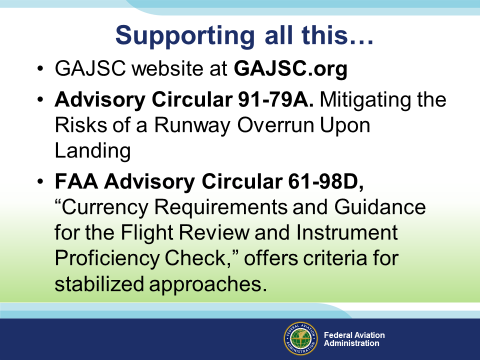 Supporting all this…
• GAJSC website at GAJSC.org
• Advisory Circular 91-79A. Mitigating the
Risks of a Runway Overrun Upon
Landing
• FAA Advisory Circular 61-98D,
“Currency Requirements and Guidance
for the Flight Review and Instrument
Proficiency Check,” offers criteria for
stabilized approaches.
Federal Aviation
Administration